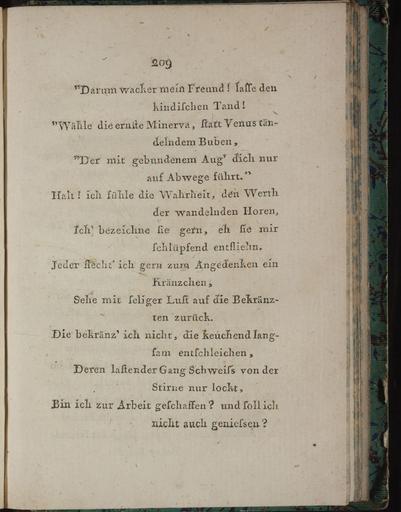 209
"Darum wacker mein Freund! laſſe den
kindiſchen Tand!
"Wähle die ernſte Minerva, ſtatt Venus tän-
delndem Buben,
"Der mit gebundenem Aug' dich nur
auf Abwege führt."
Halt! ich fühle die Wahrheit, den Werth
der wandelnden Horen,
Ich bezeichne ſie gern, eh ſie mir
ſchlüpfend entfliehn.
Jeder flecht' ich gern zum Angedenken ein
Kränzchen,
Sehe mit ſeliger Luſt auf die Bekränz-
ten zurück.
Die bekränz' ich nicht, die keuchend lang-
ſam entſchleichen,
Deren laſtender Gang Schweiſs von der
Stirne nur lockt,
Bin ich zur Arbeit geſchaffen? und ſoll ich
nicht auch genieſsen?